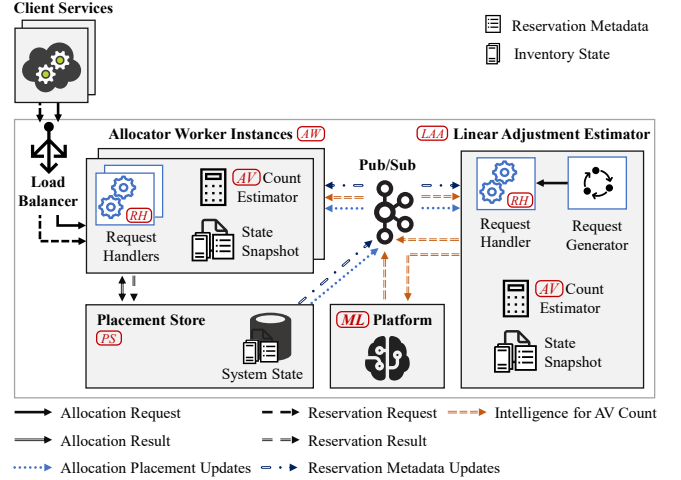 Client Services
Reservation Metadata
Inventory State
Allocator Worker Instances AW
LAA Linear Adjustment Estimator
Load
Balancer
RH
Request
Handlers
AV Count
Estimator
State
Snapshot
Pub/Sub
RH
Request
Handler
Request
Generator
AV Count
Estimator
State
Snapshot
Placement Store
PS
System State
ML Platform
Allocation Request
Reservation Request
Intelligence for AV Count
Allocation Result
Reservation Result
Allocation Placement Updates
Reservation Metadata Updates